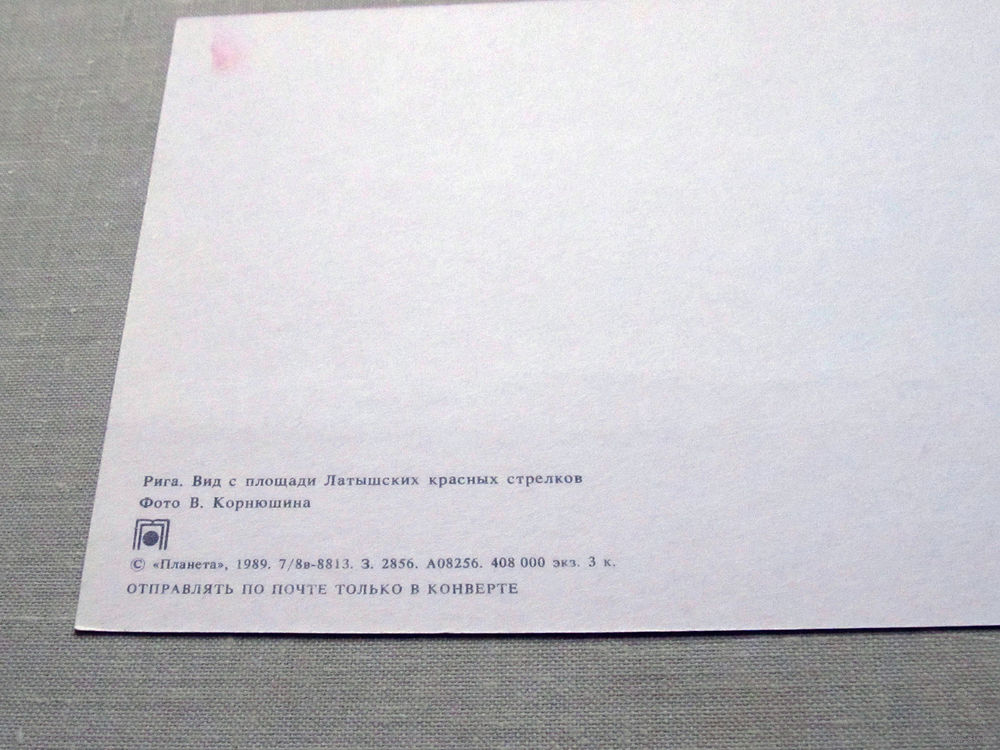 Рига. Вид с площади Латышских красных стрелков
Фото В. Корнюшина
© «Планета», 1989. 7/8в-8813. З. 2856. А08256. 408 000 экз. 3 к.
ОТПРАВЛЯТЬ ПО ПОЧТЕ ТОЛЬКО В КОНВЕРТЕ